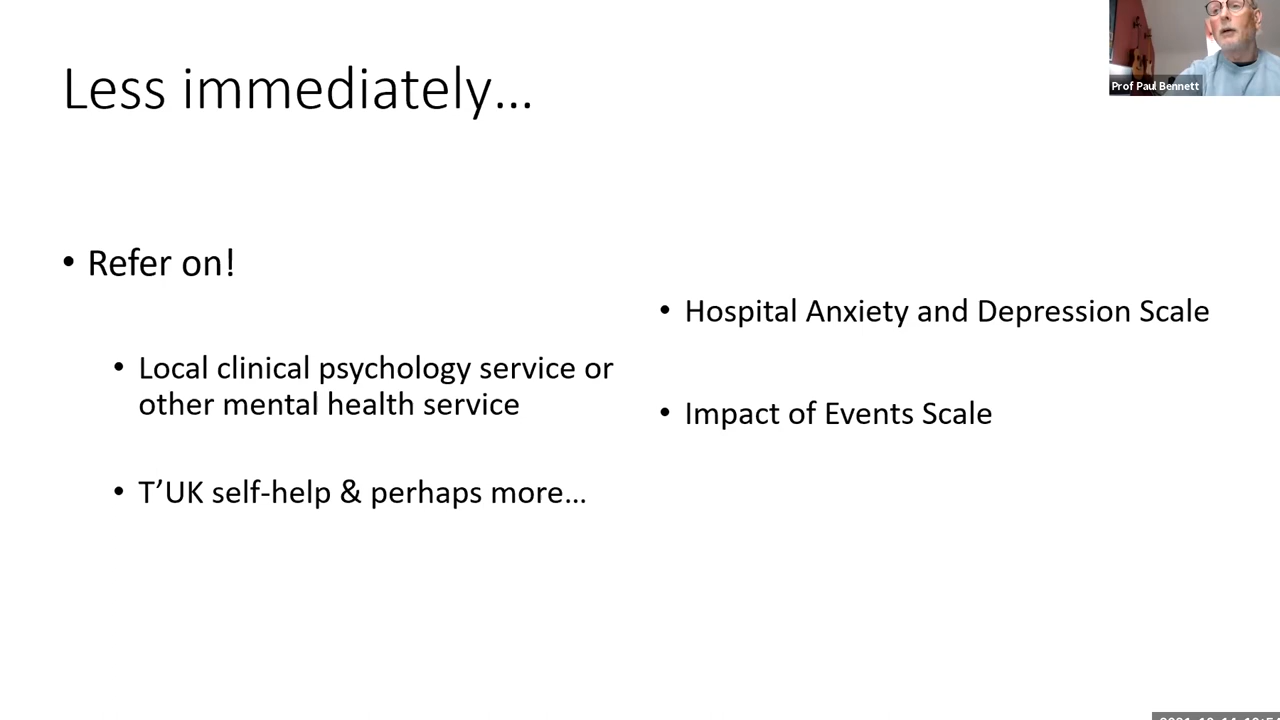 Less immediately...
Prof Paul Bennett
• Refer on!
• Local clinical psychology service or
other mental health service
• T’UK self-help & perhaps more...
• Hospital Anxiety and Depression Scale
• Impact of Events Scale